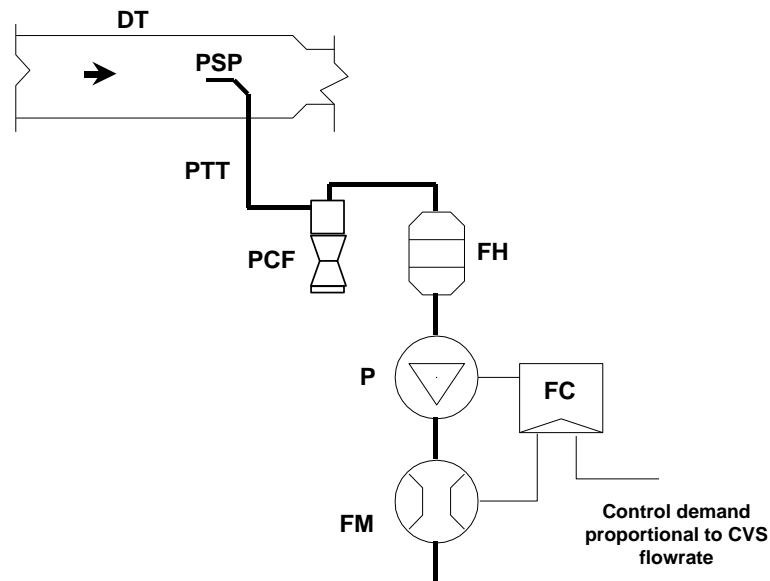 DT
PSP
PTT
PCF
FH
P
FC
FM
Control demand
proportional to CVS
flowrate